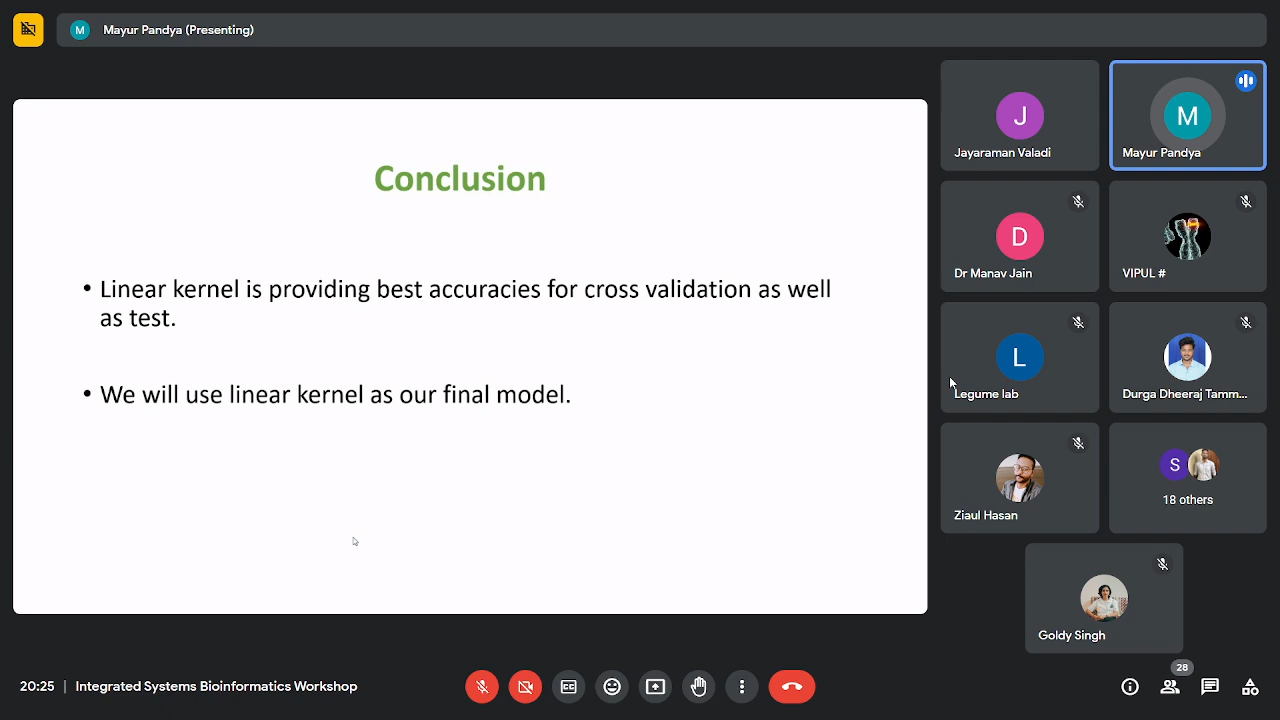 M
Mayur Pandya (Presenting)
Conclusion
• Linear kernel is providing best accuracies for cross validation as well
as test.
• We will use linear kernel as our final model.
J
Jayaraman Valadi
M
Mayur Pandya
D
Dr Manav Jain
VIPUL #
L
Legume lab
Durga Dheeraj Tamm...
Ziaul Hasan
S
18 others
Goldy Singh
20:25 | Integrated Systems Bioinformatics Workshop
CC
28